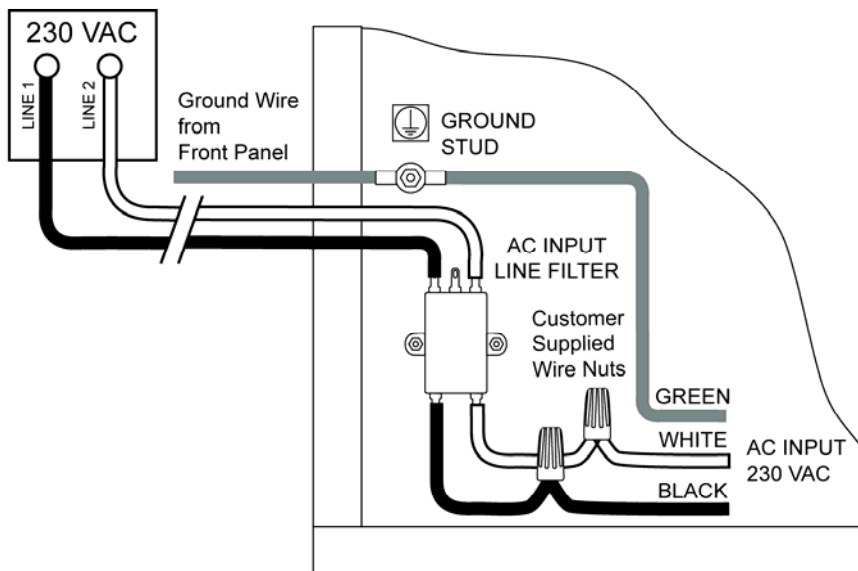 230 VAC
LINE 1
LINE 2
Ground Wire
from
Front Panel
GROUND
STUD
AC INPUT
LINE FILTER
Customer
Supplied
Wire Nuts
GREEN
WHITE
AC INPUT
230 VAC
BLACK